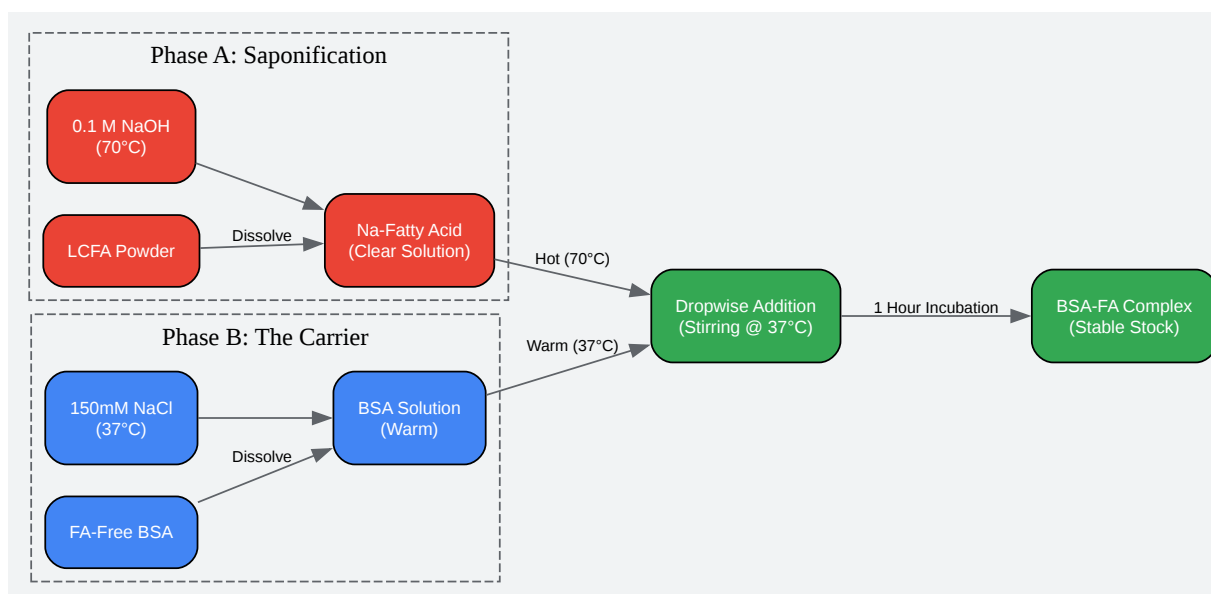 Phase A: Saponification
0.1 M NaOH
(70°C)
LCFA Powder
Dissolve
Na-Fatty Acid
(Clear Solution)
Hot (70°C)
Phase B: The Carrier
150mM NaCl
(37°C)
FA-Free BSA
Dissolve
BSA Solution
(Warm)
Warm (37°C)
Dropwise Addition
(Stirring @ 37°C)
1 Hour Incubation
BSA-FA Complex
(Stable Stock)